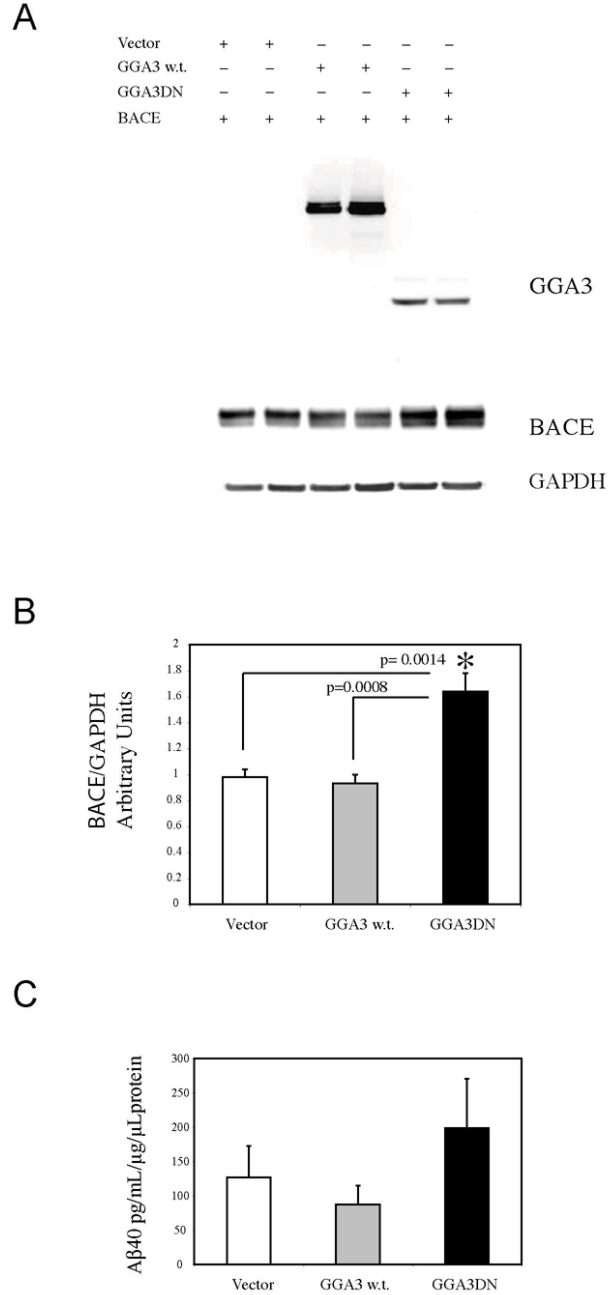 A
Vector + + – – – –
GGA3 w.t. – – + + – –
GGA3DN – – – – + +
BACE + + + + + +
GGA3
BACE
GAPDH
B
BACE/GAPDH
Arbitrary Units
2
1.8
1.6
1.4
1.2
1
0.8
0.6
0.4
0.2
0
p= 0.0014 *
p=0.0008
Vector GGA3 w.t. GGA3DN
C
Aβ40 pg/mL/µg/µLprotein
300
250
200
150
100
50
0
Vector GGA3 w.t. GGA3DN